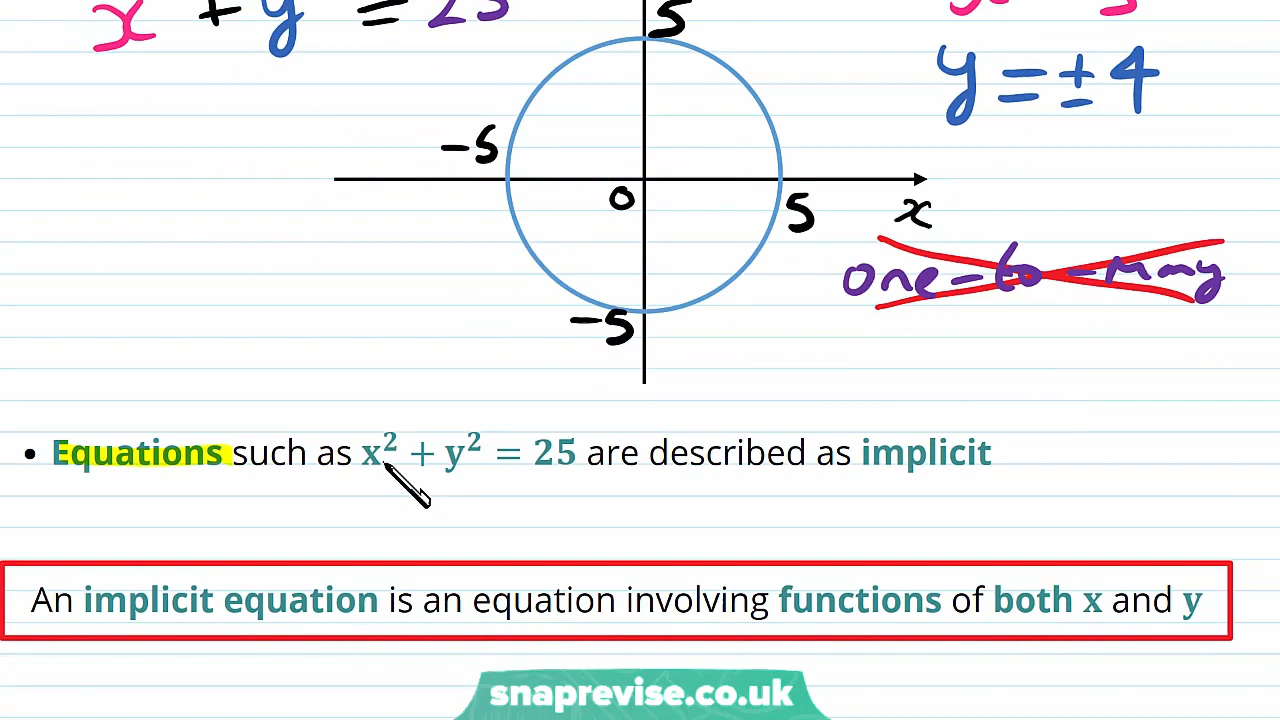 x + y = 25
5
y = ± 4
-5
0
5
x
one-to-many
-5
• Equations such as x² + y² = 25 are described as implicit
An implicit equation is an equation involving functions of both x and y
snaprevise.co.uk